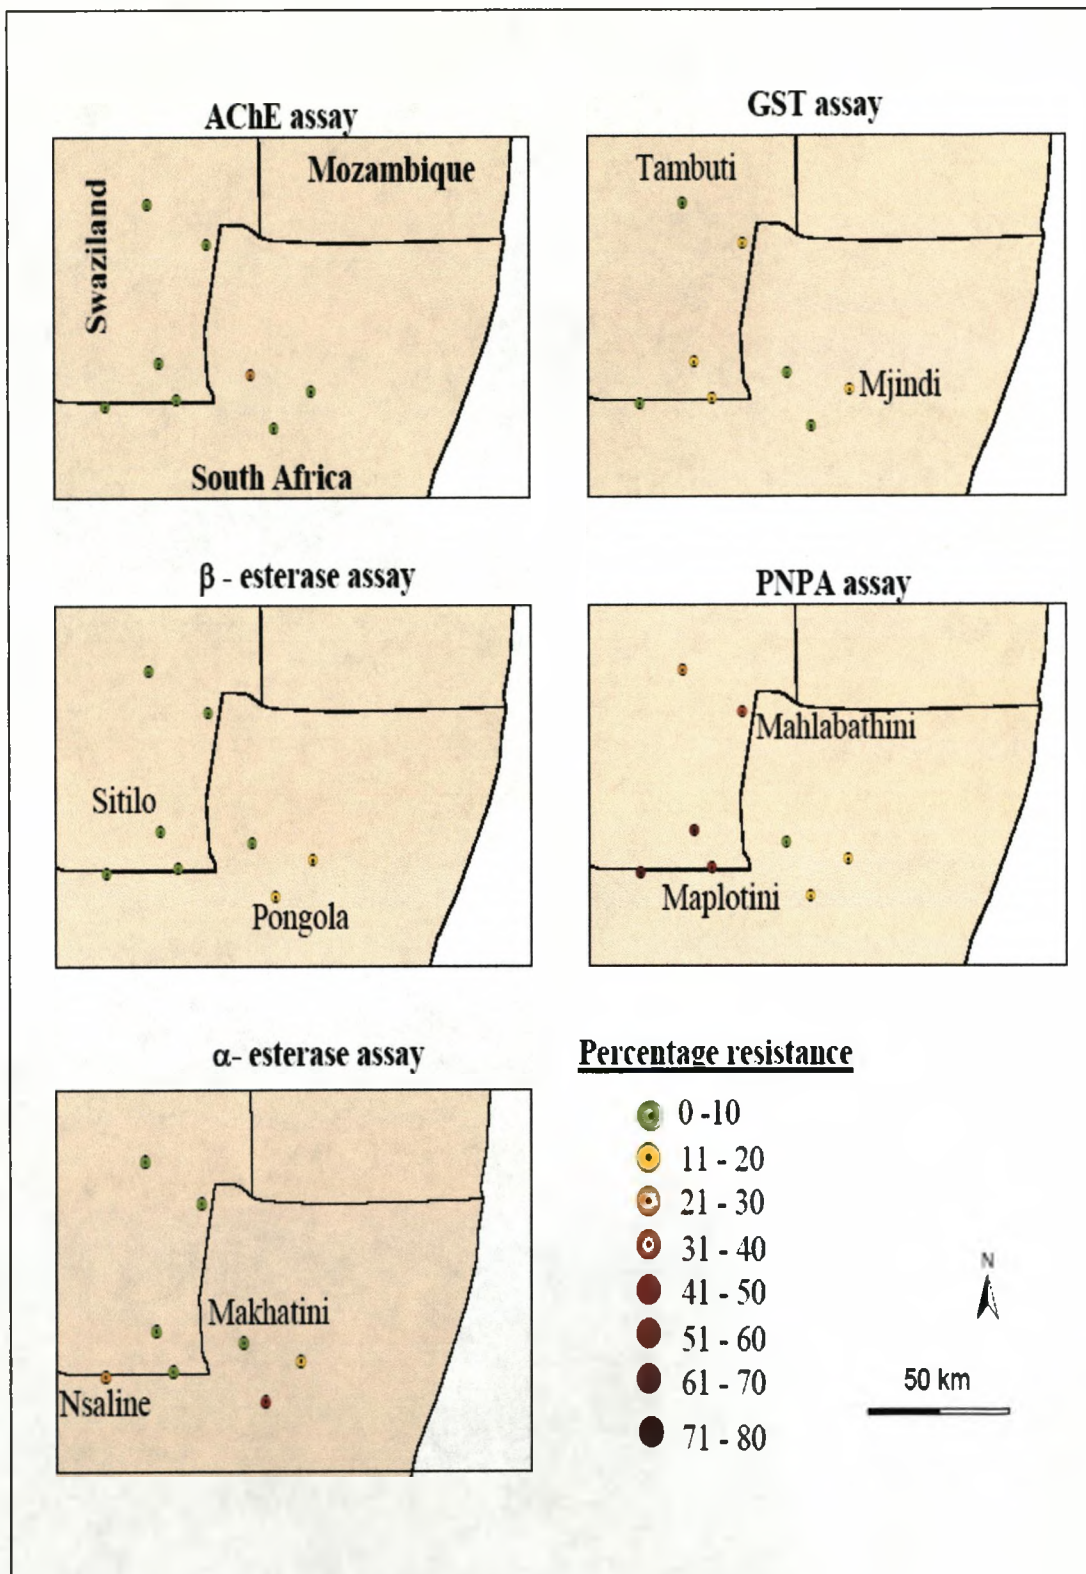 AChE assay
Mozambique
Swaziland
South Africa
GST assay
Tambuti
Mjindi
β - esterase assay
Sitilo
Pongola
PNPA assay
Mahlabathini
Maplotini
α- esterase assay
Makhatini
Nsaline
Percentage resistance
0 -10
11 - 20
21 - 30
31 - 40
41 - 50
51 - 60
61 - 70
71 - 80
N
50 km